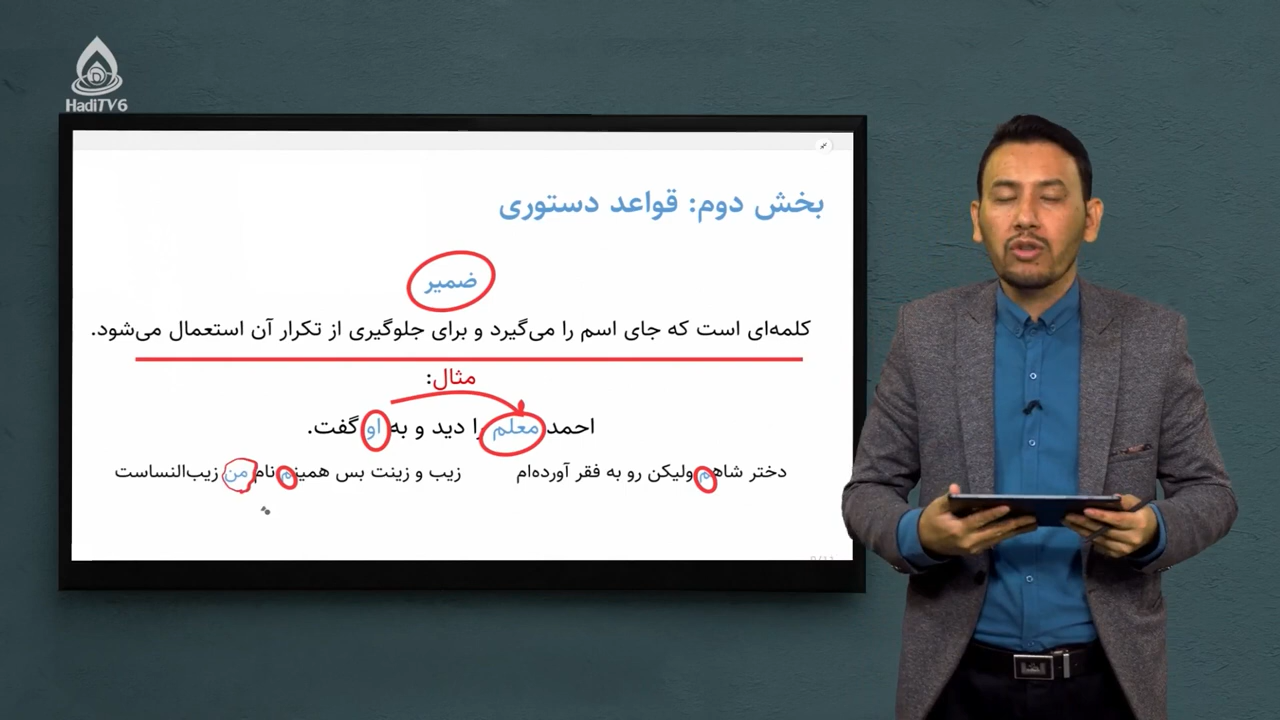 HadiTV6
بخش دوم: قواعد دستوری
ضمیر
کلمه‌ای است که جای اسم را می‌گیرد و برای جلوگیری از تکرار آن استعمال می‌شود.
مثال:
احمد معلم را دید و به او گفت.
دختر شاهم ولیکن رو به فقر آورده‌ام زیب و زینت بس همینم نام من زیب‌النساست